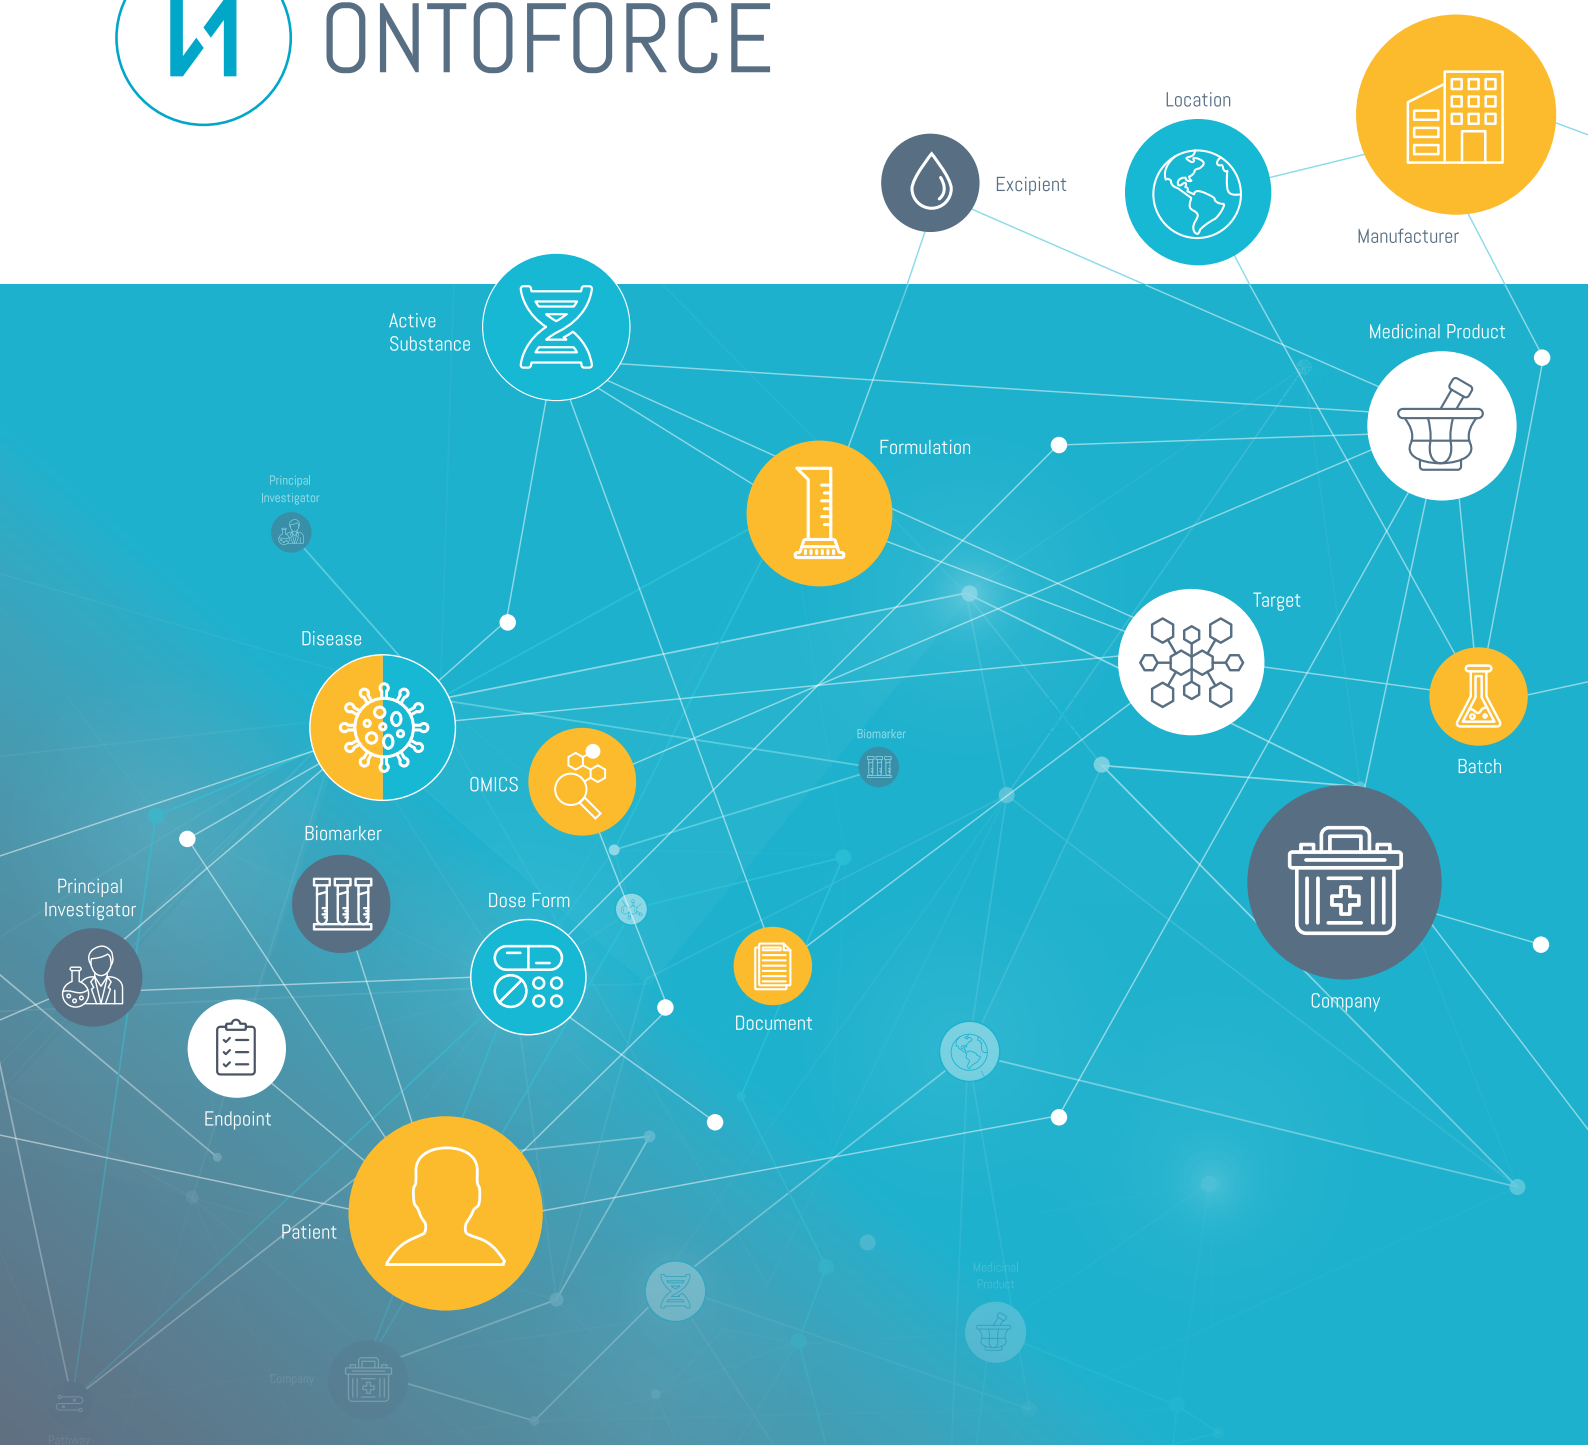 ONTOFORCE
Location
Excipient
Manufacturer
Active
Substance
Medicinal Product
Formulation
Principal
Investigator
Target
Disease
Biomarker
OMICS
Batch
Biomarker
Principal
Investigator
Dose Form
Company
Document
Endpoint
Patient
Medicinal
Product
Company
Pathway